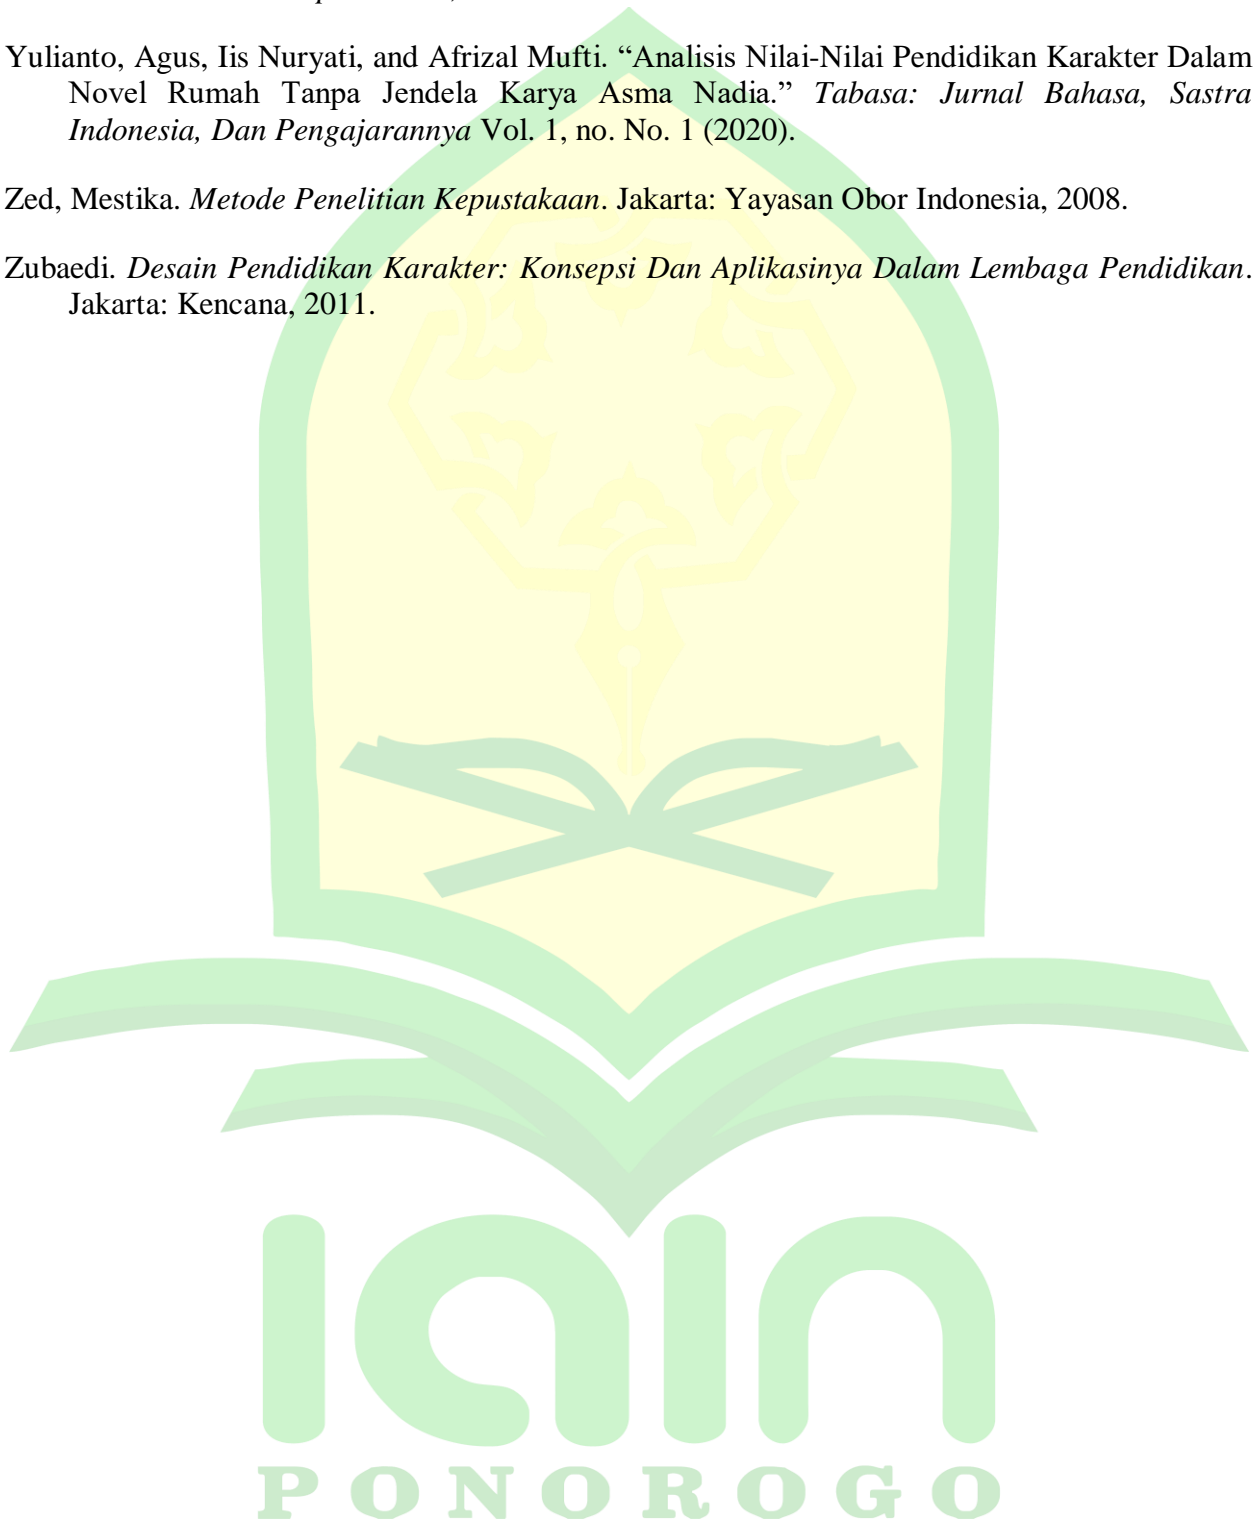 Yulianto, Agus, Iis Nuryati, and Afrizal Mufti. “Analisis Nilai-Nilai Pendidikan Karakter Dalam
Novel Rumah Tanpa Jendela Karya Asma Nadia.” Tabasa: Jurnal Bahasa, Sastra
Indonesia, Dan Pengajarannya Vol. 1, no. No. 1 (2020).
Zed, Mestika. Metode Penelitian Kepustakaan. Jakarta: Yayasan Obor Indonesia, 2008.
Zubaedi. Desain Pendidikan Karakter: Konsepsi Dan Aplikasinya Dalam Lembaga Pendidikan.
Jakarta: Kencana, 2011.
iain
PONOROGO